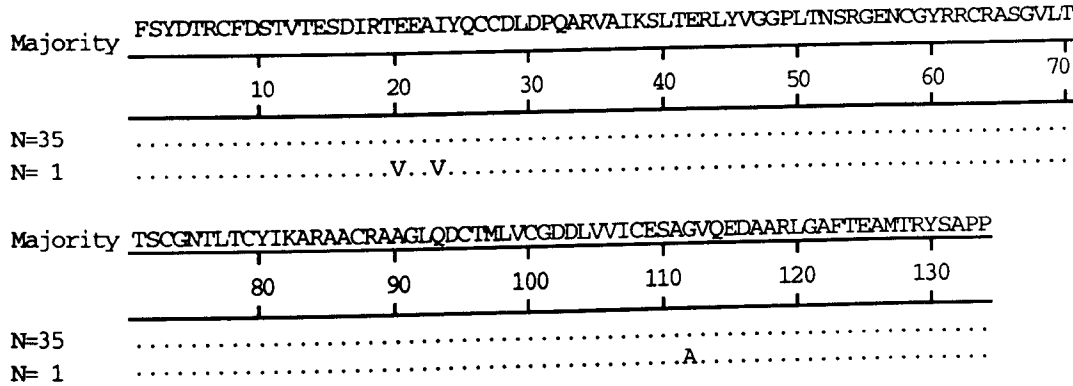 Majority FSYDTRCFDSTVTESDIRTEEAIYQCCDLDPQARVAIKSLTERLYVGGPLTNSRGENCGYRRCRASGVLT
10 20 30 40 50 60 70
N=35 ......................................................................
N= 1 ...................V..V...............................................
Majority TSCGNTLTCYIKARAACRAAGLQDCTMLVCGDDLVVICESAGVQEDAARLGAFTEAMTRYSAPP
80 90 100 110 120 130
N=35 ................................................................
N= 1 .........................................A......................